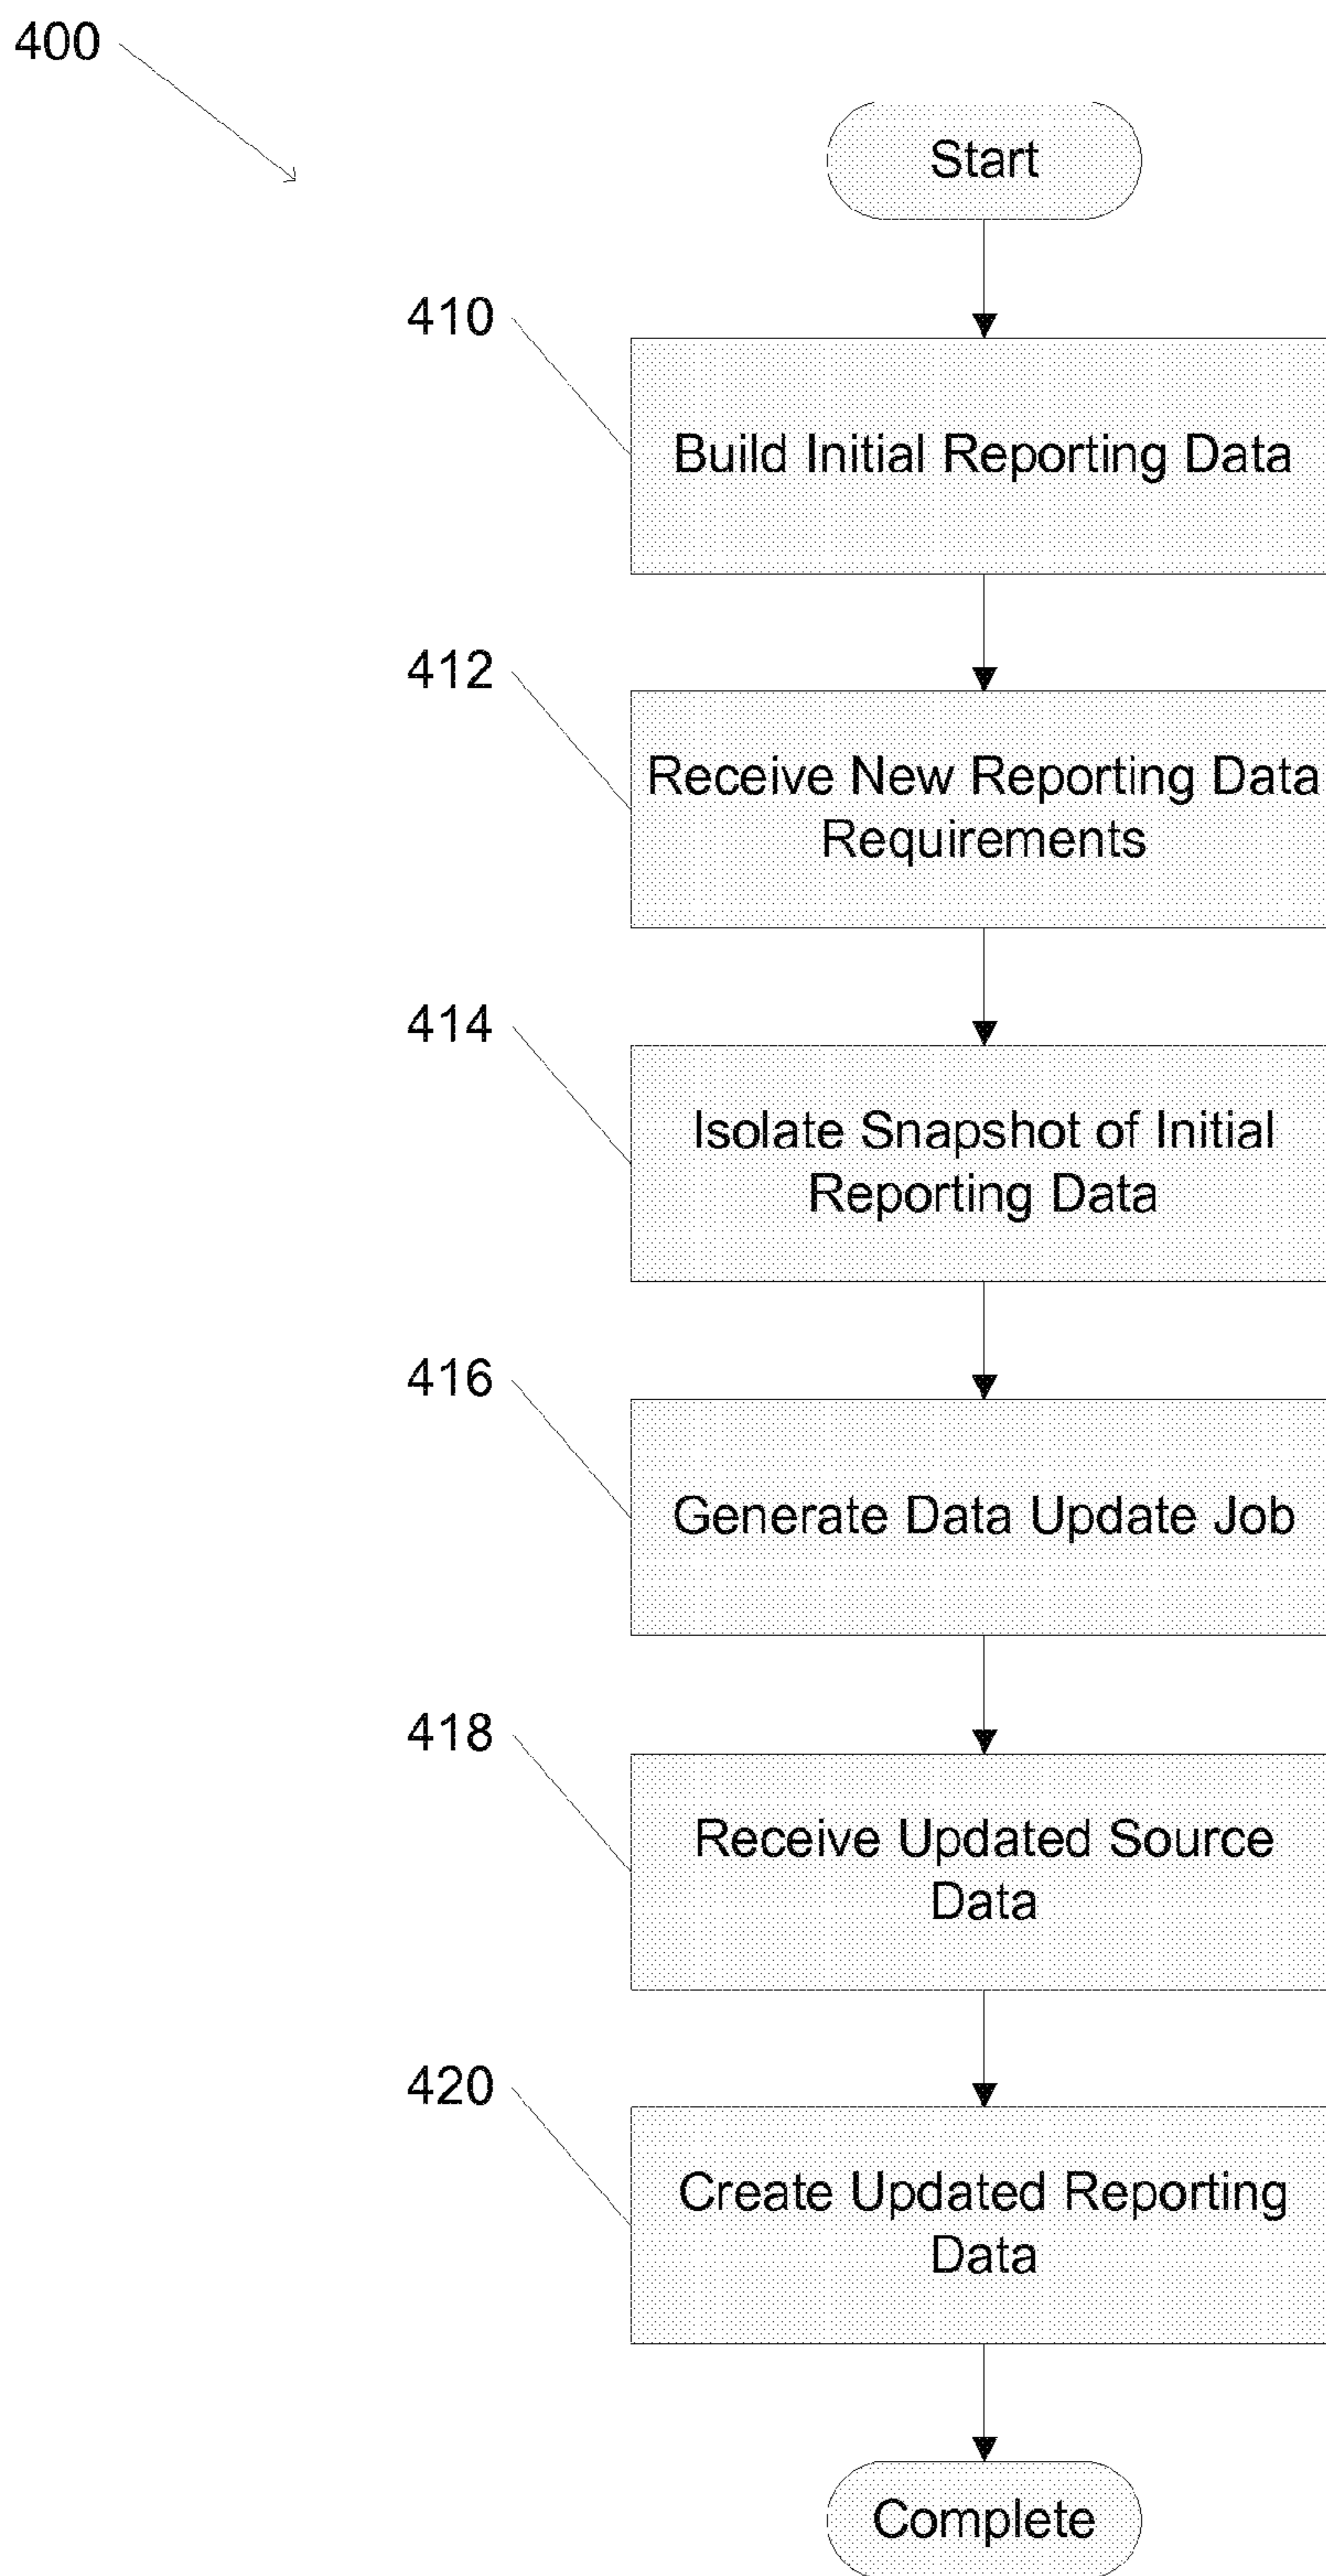 400
Start
410
Build Initial Reporting Data
412
Receive New Reporting Data
Requirements
414
Isolate Snapshot of Initial
Reporting Data
416
Generate Data Update Job
418
Receive Updated Source
Data
420
Create Updated Reporting
Data
Complete